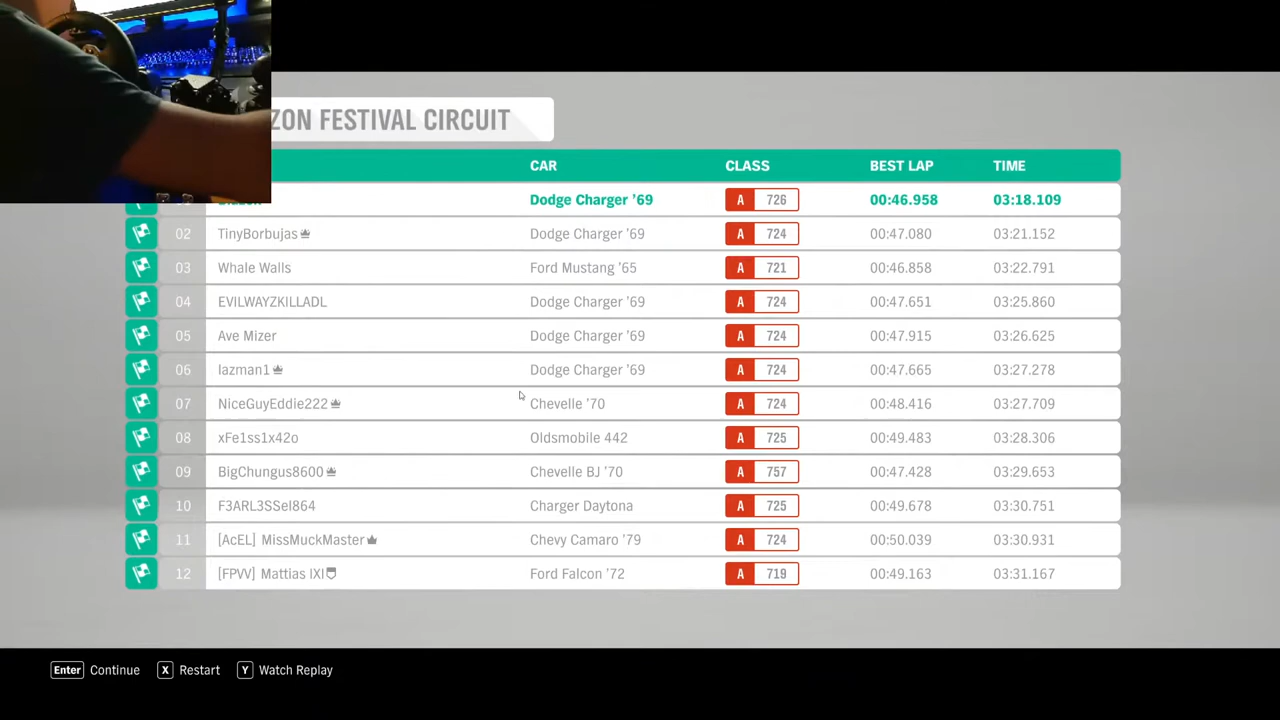 ZON FESTIVAL CIRCUIT
CAR CLASS BEST LAP TIME
Dodge Charger ’69 A 726 00:46.958 03:18.109
02 TinyBorbujas Dodge Charger ’69 A 724 00:47.080 03:21.152
03 Whale Walls Ford Mustang ’65 A 721 00:46.858 03:22.791
04 EVILWAYZKILLADL Dodge Charger ’69 A 724 00:47.651 03:25.860
05 Ave Mizer Dodge Charger ’69 A 724 00:47.915 03:26.625
06 lazman1 Dodge Charger ’69 A 724 00:47.665 03:27.278
07 NiceGuyEddie222 Chevelle ’70 A 724 00:48.416 03:27.709
08 xFe1ss1x42o Oldsmobile 442 A 725 00:49.483 03:28.306
09 BigChungus8600 Chevelle BJ ’70 A 757 00:47.428 03:29.653
10 F3ARL3SSel864 Charger Daytona A 725 00:49.678 03:30.751
11 [AcEL] MissMuckMaster Chevy Camaro ’79 A 724 00:50.039 03:30.931
12 [FPVV] Mattias IXI Ford Falcon ’72 A 719 00:49.163 03:31.167
Enter Continue X Restart Y Watch Replay